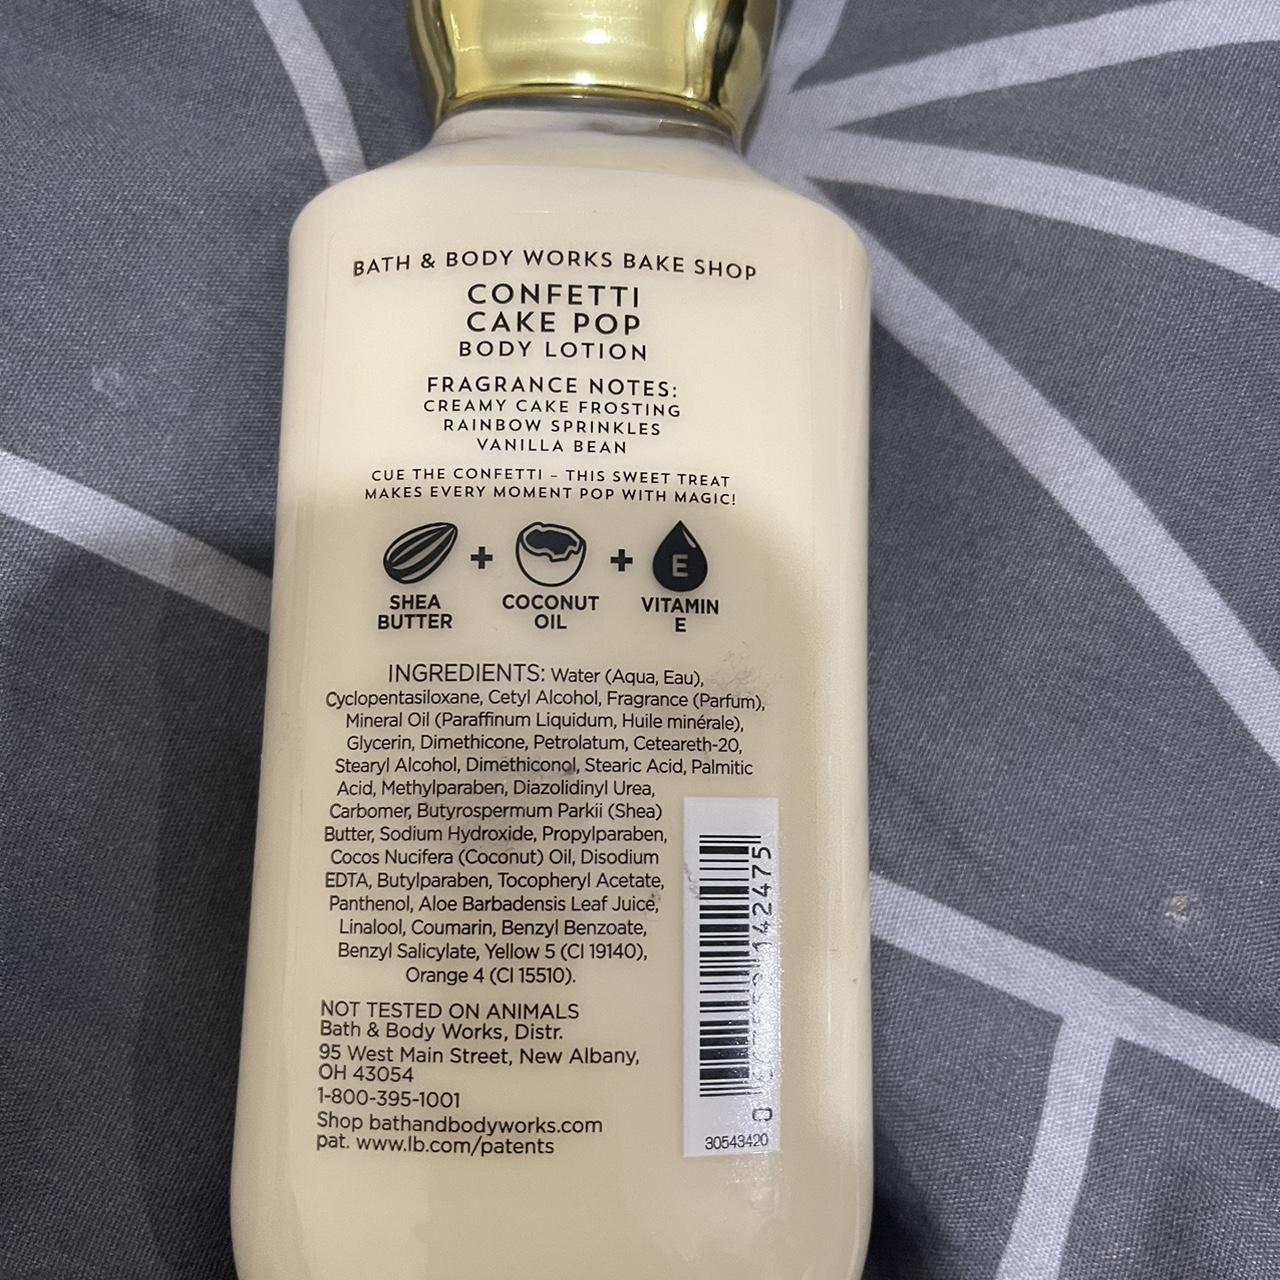 BATH & BODY WORKS BAKE SHOP
CONFETTI
CAKE POP
BODY LOTION
FRAGRANCE NOTES:
CREAMY CAKE FROSTING
RAINBOW SPRINKLES
VANILLA BEAN
CUE THE CONFETTI – THIS SWEET TREAT
MAKES EVERY MOMENT POP WITH MAGIC!
E
SHEA
BUTTER
+
COCONUT
OIL
+
VITAMIN
E
INGREDIENTS: Water (Aqua, Eau),
Cyclopentasiloxane, Cetyl Alcohol, Fragrance (Parfum),
Mineral Oil (Paraffinum Liquidum, Huile minérale),
Glycerin, Dimethicone, Petrolatum, Ceteareth-20,
Stearyl Alcohol, Dimethiconol, Stearic Acid, Palmitic
Acid, Methylparaben, Diazolidinyl Urea,
Carbomer, Butyrospermum Parkii (Shea)
Butter, Sodium Hydroxide, Propylparaben,
Cocos Nucifera (Coconut) Oil, Disodium
EDTA, Butylparaben, Tocopheryl Acetate,
Panthenol, Aloe Barbadensis Leaf Juice,
Linalool, Coumarin, Benzyl Benzoate,
Benzyl Salicylate, Yellow 5 (CI 19140),
Orange 4 (CI 15510).
NOT TESTED ON ANIMALS
Bath & Body Works, Distr.
95 West Main Street, New Albany,
OH 43054
1-800-395-1001
Shop bathandbodyworks.com
pat. www.lb.com/patents
30543420